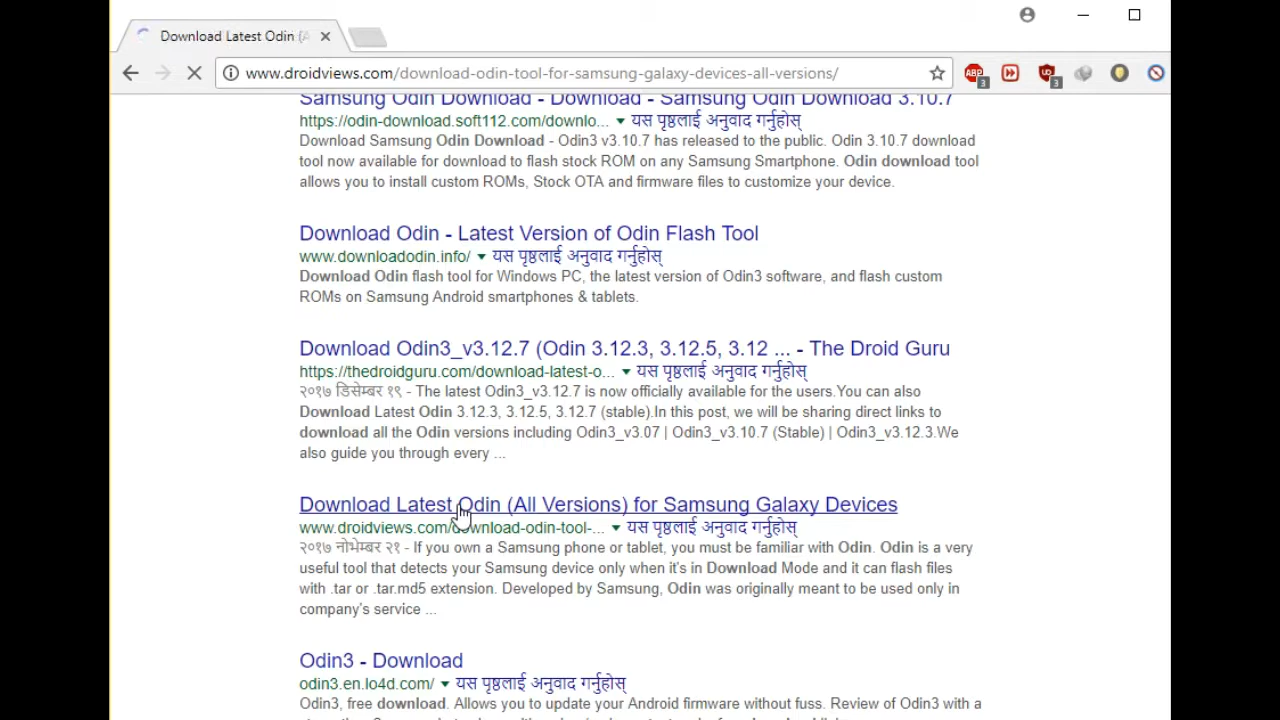 Download Latest Odin (A
www.droidviews.com/download-odin-tool-for-samsung-galaxy-devices-all-versions/
ABP
3
UO
3
Samsung Odin Download - Download - Samsung Odin Download 3.10.7
https://odin-download.soft112.com/downlo... ▼ यस पृष्ठलाई अनुवाद गर्नुहोस्
Download Samsung Odin Download - Odin3 v3.10.7 has released to the public. Odin 3.10.7 download
tool now available for download to flash stock ROM on any Samsung Smartphone. Odin download tool
allows you to install custom ROMs, Stock OTA and firmware files to customize your device.
Download Odin - Latest Version of Odin Flash Tool
www.downloadodin.info/ ▼ यस पृष्ठलाई अनुवाद गर्नुहोस्
Download Odin flash tool for Windows PC, the latest version of Odin3 software, and flash custom
ROMs on Samsung Android smartphones & tablets.
Download Odin3_v3.12.7 (Odin 3.12.3, 3.12.5, 3.12 ... - The Droid Guru
https://thedroidguru.com/download-latest-o... ▼ यस पृष्ठलाई अनुवाद गर्नुहोस्
२०१७ डिसेम्बर १९ - The latest Odin3_v3.12.7 is now officially available for the users.You can also
Download Latest Odin 3.12.3, 3.12.5, 3.12.7 (stable).In this post, we will be sharing direct links to
download all the Odin versions including Odin3_v3.07 | Odin3_v3.10.7 (Stable) | Odin3_v3.12.3.We
also guide you through every ...
Download Latest Odin (All Versions) for Samsung Galaxy Devices
www.droidviews.com/download-odin-tool-... ▼ यस पृष्ठलाई अनुवाद गर्नुहोस्
२०१७ नोभेम्बर २१ - If you own a Samsung phone or tablet, you must be familiar with Odin. Odin is a very
useful tool that detects your Samsung device only when it's in Download Mode and it can flash files
with .tar or .tar.md5 extension. Developed by Samsung, Odin was originally meant to be used only in
company's service ...
Odin3 - Download
odin3.en.lo4d.com/ ▼ यस पृष्ठलाई अनुवाद गर्नुहोस्
Odin3, free download. Allows you to update your Android firmware without fuss. Review of Odin3 with a